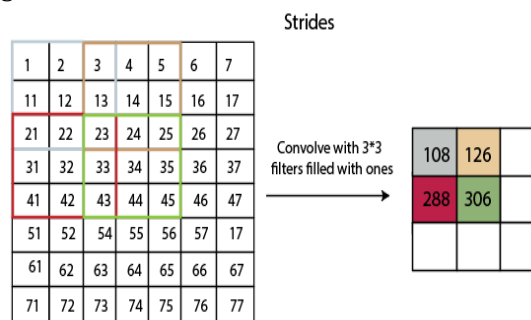 Strides
1 2 3 4 5 6 7
11 12 13 14 15 16 17
21 22 23 24 25 26 27
31 32 33 34 35 36 37
41 42 43 44 45 46 47
51 52 54 55 56 57 17
61 62 63 64 65 66 67
71 72 73 74 75 76 77
Convolve with 3*3
filters filled with ones
108 126
288 306